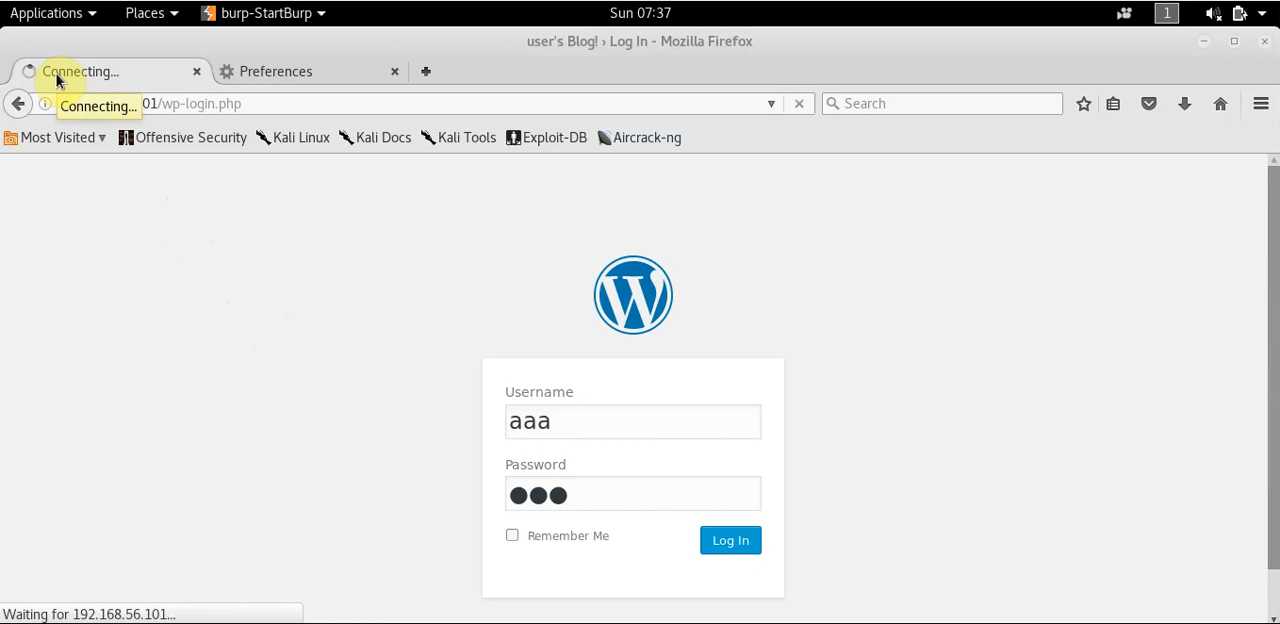 Applications Places burp-StartBurp Sun 07:37 1
user's Blog! › Log In - Mozilla Firefox
Connecting... Preferences
Connecting... 01/wp-login.php Search
Most Visited Offensive Security Kali Linux Kali Docs Kali Tools Exploit-DB Aircrack-ng
Username
aaa
Password
Remember Me Log In
Waiting for 192.168.56.101...